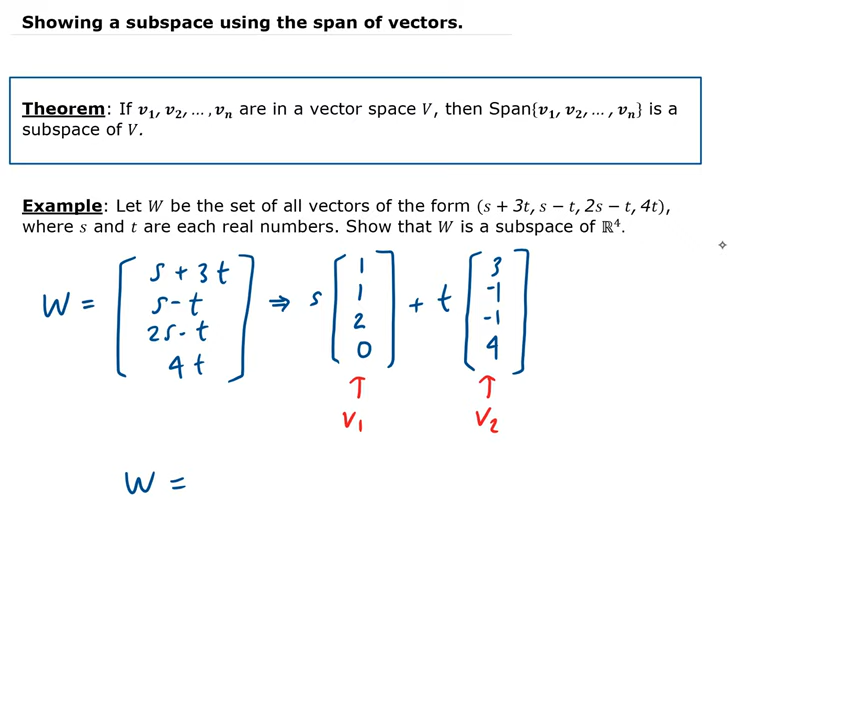 Showing a subspace using the span of vectors.
Theorem: If v₁, v₂, … , vₙ are in a vector space V, then Span{v₁, v₂, … , vₙ} is a
subspace of V.
Example: Let W be the set of all vectors of the form (s + 3t, s − t, 2s − t, 4t),
where s and t are each real numbers. Show that W is a subspace of ℝ⁴.
W = [s + 3t; s - t; 2s - t; 4t] ⇒ s [1; 1; 2; 0] + t [3; -1; -1; 4]
↑ ↑
v₁ v₂
W =